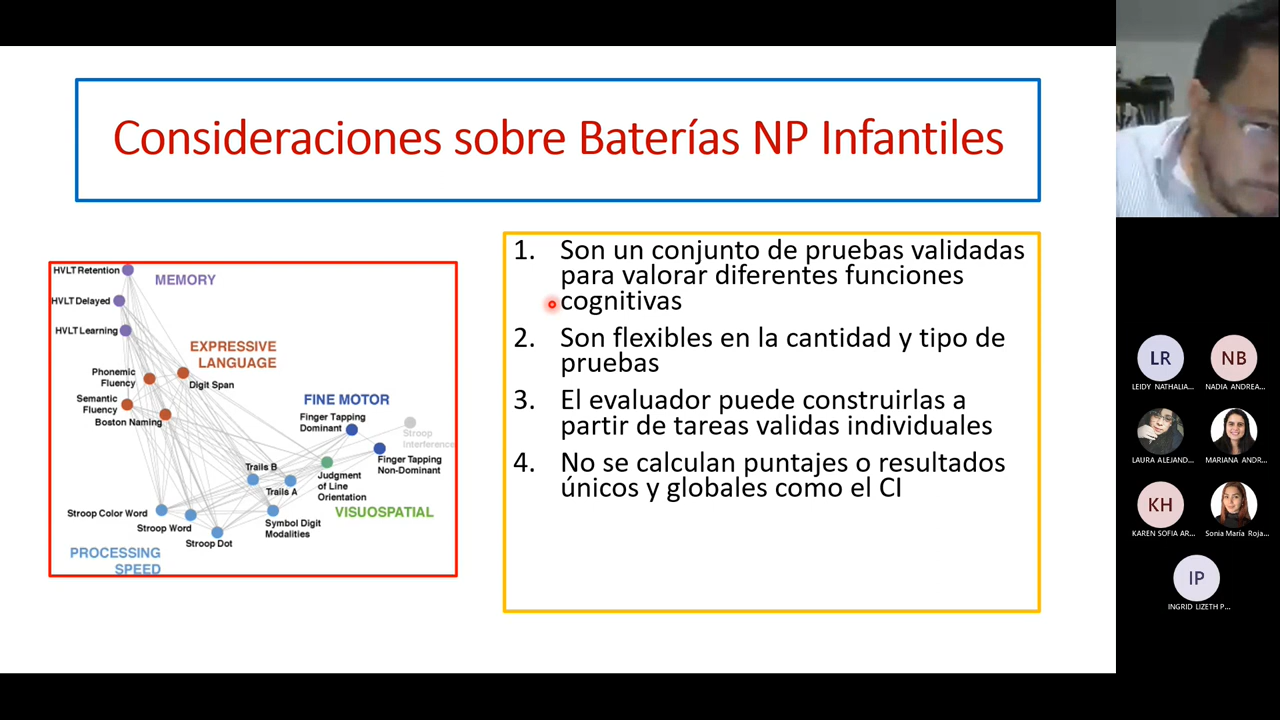 Consideraciones sobre Baterías NP Infantiles
HVLT Retention
MEMORY
HVLT Delayed
HVLT Learning
EXPRESSIVE
LANGUAGE
Phonemic
Fluency
Digit Span
Semantic
Fluency
Boston Naming
FINE MOTOR
Finger Tapping
Dominant
Stroop
Interference
Finger Tapping
Non-Dominant
Trails B
Trails A
Judgment
of Line
Orientation
VISUOSPATIAL
Stroop Color Word
Stroop Word
Symbol Digit
Modalities
Stroop Dot
PROCESSING
SPEED
1. Son un conjunto de pruebas validadas
para valorar diferentes funciones
cognitivas
2. Son flexibles en la cantidad y tipo de
pruebas
3. El evaluador puede construirlas a
partir de tareas validas individuales
4. No se calculan puntajes o resultados
únicos y globales como el CI
LR
LEIDY NATHALIA...
NB
NADIA ANDREA...
LAURA ALEJAND...
MARIANA ANDR...
KH
KAREN SOFIA AR...
Sonia María Roja...
IP
INGRID LIZETH P...